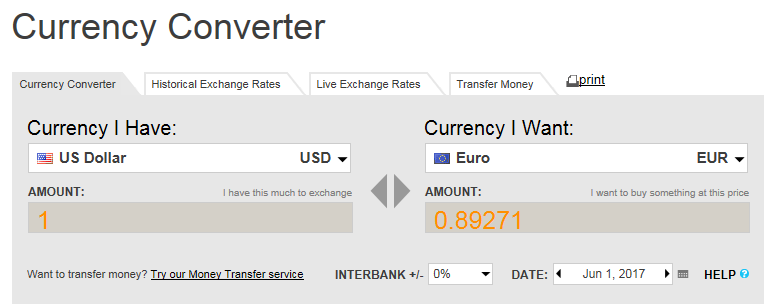 Currency Converter
Currency Converter Historical Exchange Rates Live Exchange Rates Transfer Money print
Currency I Have: Currency I Want:
US Dollar USD Euro EUR
AMOUNT: I have this much to exchange AMOUNT: I want to buy something at this price
1 0.89271
Want to transfer money? Try our Money Transfer service INTERBANK +/- 0% DATE: Jun 1, 2017 HELP ?